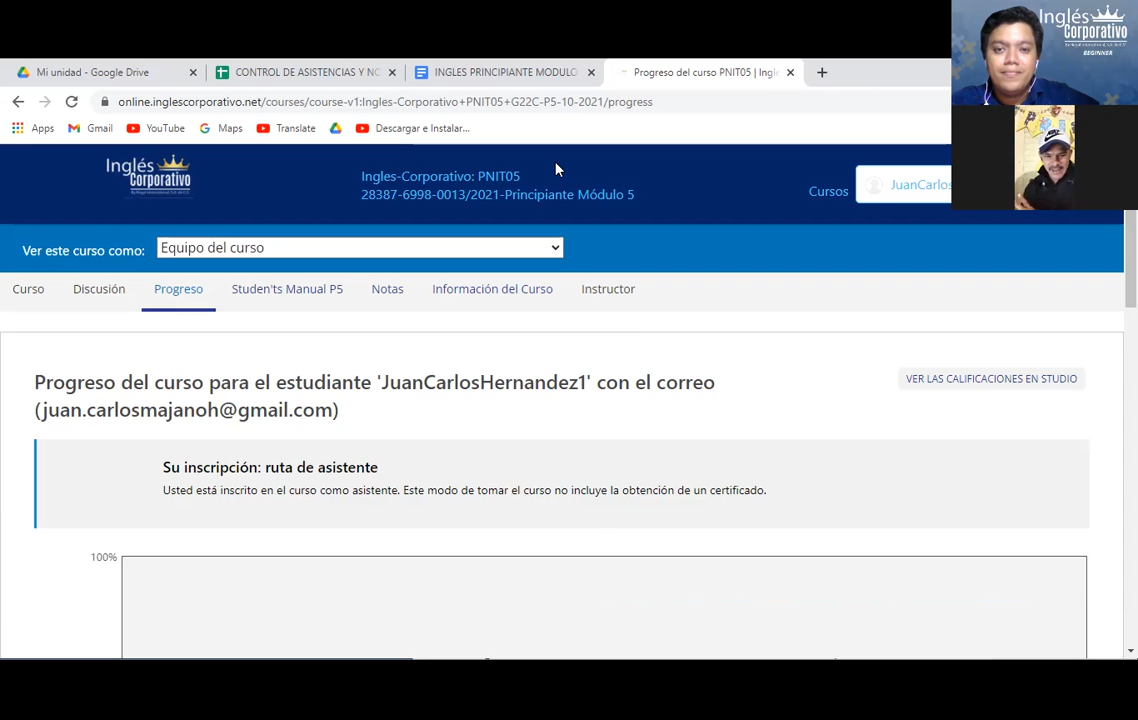 Mi unidad - Google Drive
CONTROL DE ASISTENCIAS Y NO
INGLES PRINCIPIANTE MODULO
Progreso del curso PNIT05 | Ingl
online.inglescorporativo.net/courses/course-v1:Ingles-Corporativo+PNIT05+G22C-P5-10-2021/progress
Apps Gmail YouTube Maps Translate Descargar e Instalar...
Inglés
Corporativo
BEGINNER
Inglés
Corporativo
Ingles-Corporativo: PNIT05
28387-6998-0013/2021-Principiante Módulo 5
Cursos
JuanCarlos
Ver este curso como: Equipo del curso
Curso Discusión Progreso Studen'ts Manual P5 Notas Información del Curso Instructor
Progreso del curso para el estudiante 'JuanCarlosHernandez1' con el correo
(juan.carlosmajanoh@gmail.com)
VER LAS CALIFICACIONES EN STUDIO
Su inscripción: ruta de asistente
Usted está inscrito en el curso como asistente. Este modo de tomar el curso no incluye la obtención de un certificado.
100%